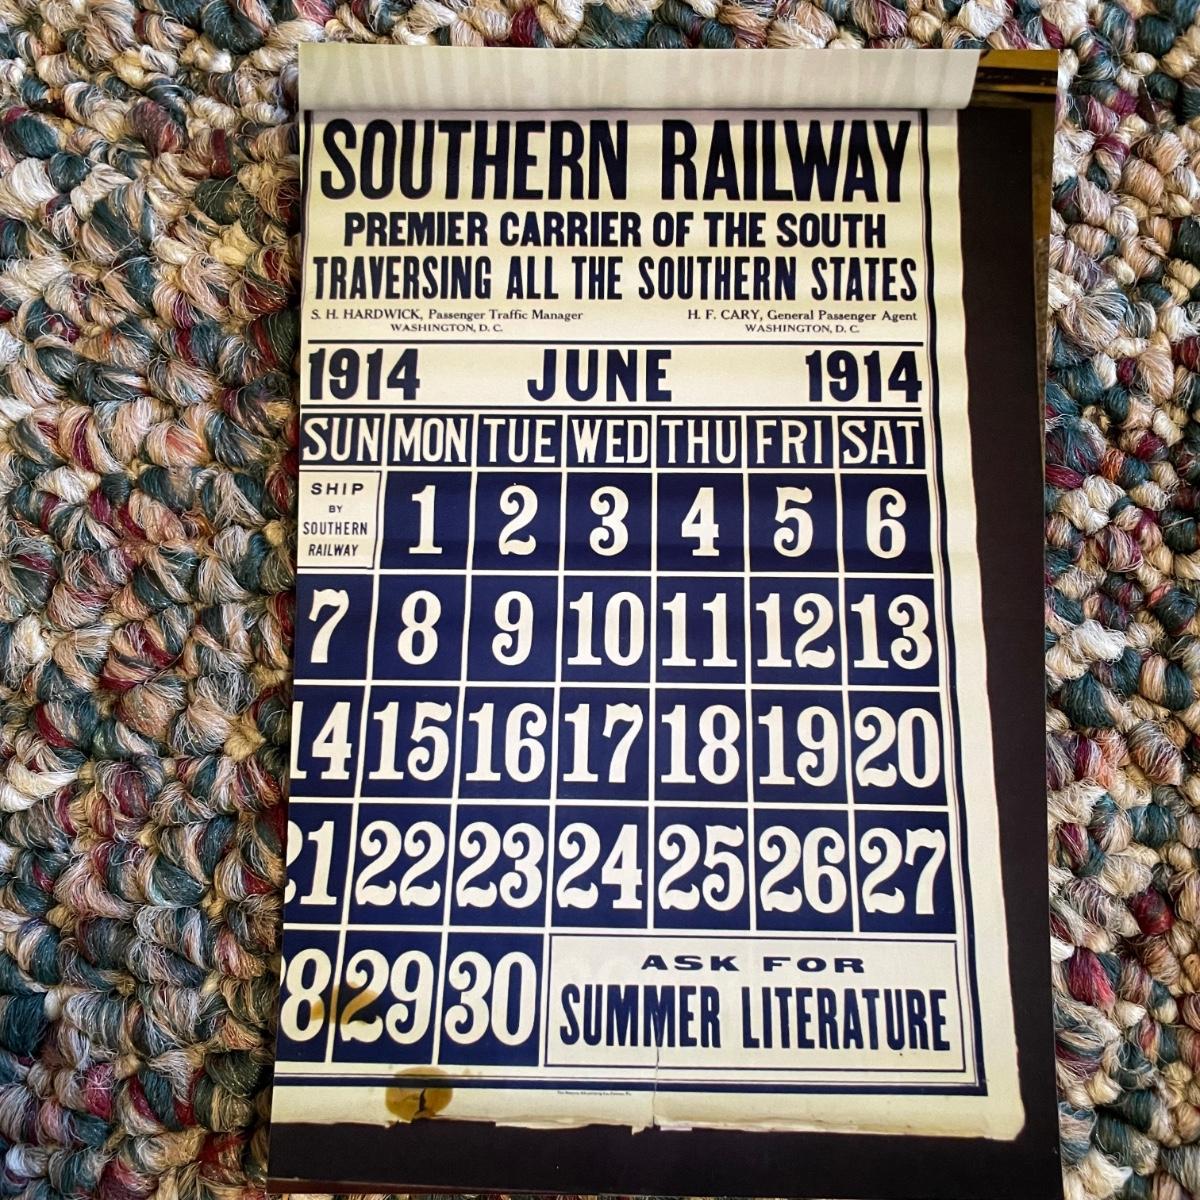 SOUTHERN RAILWAY
PREMIER CARRIER OF THE SOUTH
TRAVERSING ALL THE SOUTHERN STATES
S. H. HARDWICK, Passenger Traffic Manager
WASHINGTON, D. C.
H. F. CARY, General Passenger Agent
WASHINGTON, D. C.
1914 JUNE 1914
SUN MON TUE WED THU FRI SAT
SHIP
BY
SOUTHERN
RAILWAY
1 2 3 4 5 6
7 8 9 10 11 12 13
14 15 16 17 18 19 20
21 22 23 24 25 26 27
8 29 30
ASK FOR
SUMMER LITERATURE